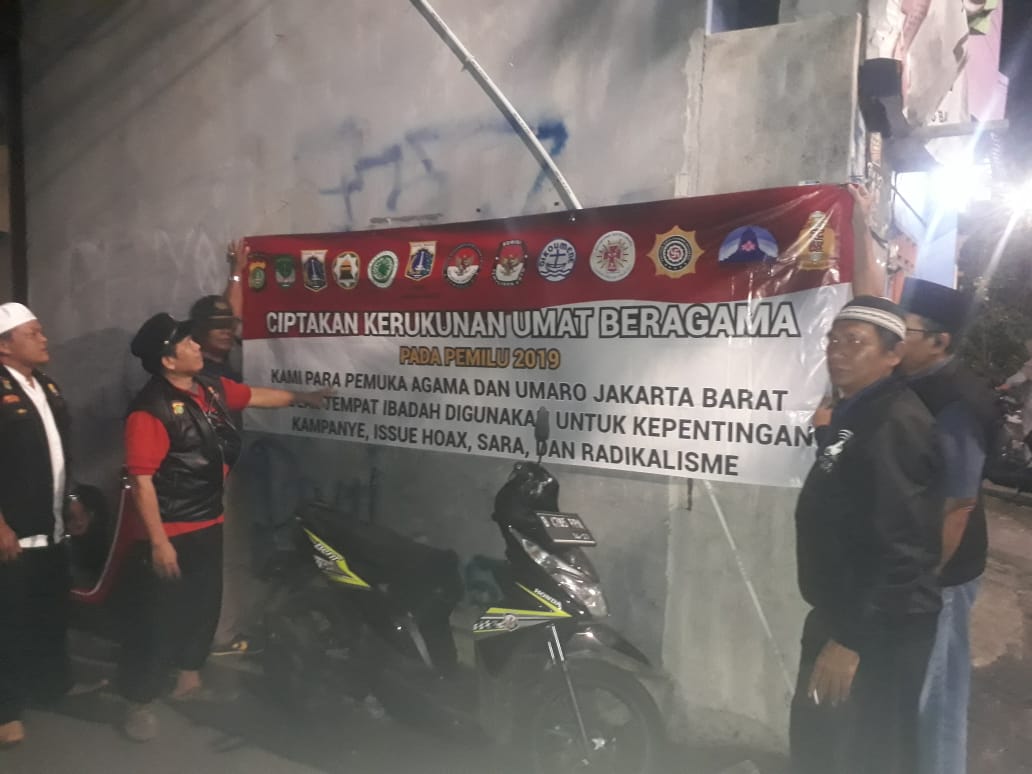 CIPTAKAN KERUKUNAN UMAT BERAGAMA
PADA PEMILU 2019
KAMI PARA PEMUKA AGAMA DAN UMARO JAKARTA BARAT
TEMPAT IBADAH DIGUNAKAN UNTUK KEPENTINGAN
KAMPANYE, ISSUE HOAX, SARA, DAN RADIKALISME
HONDA